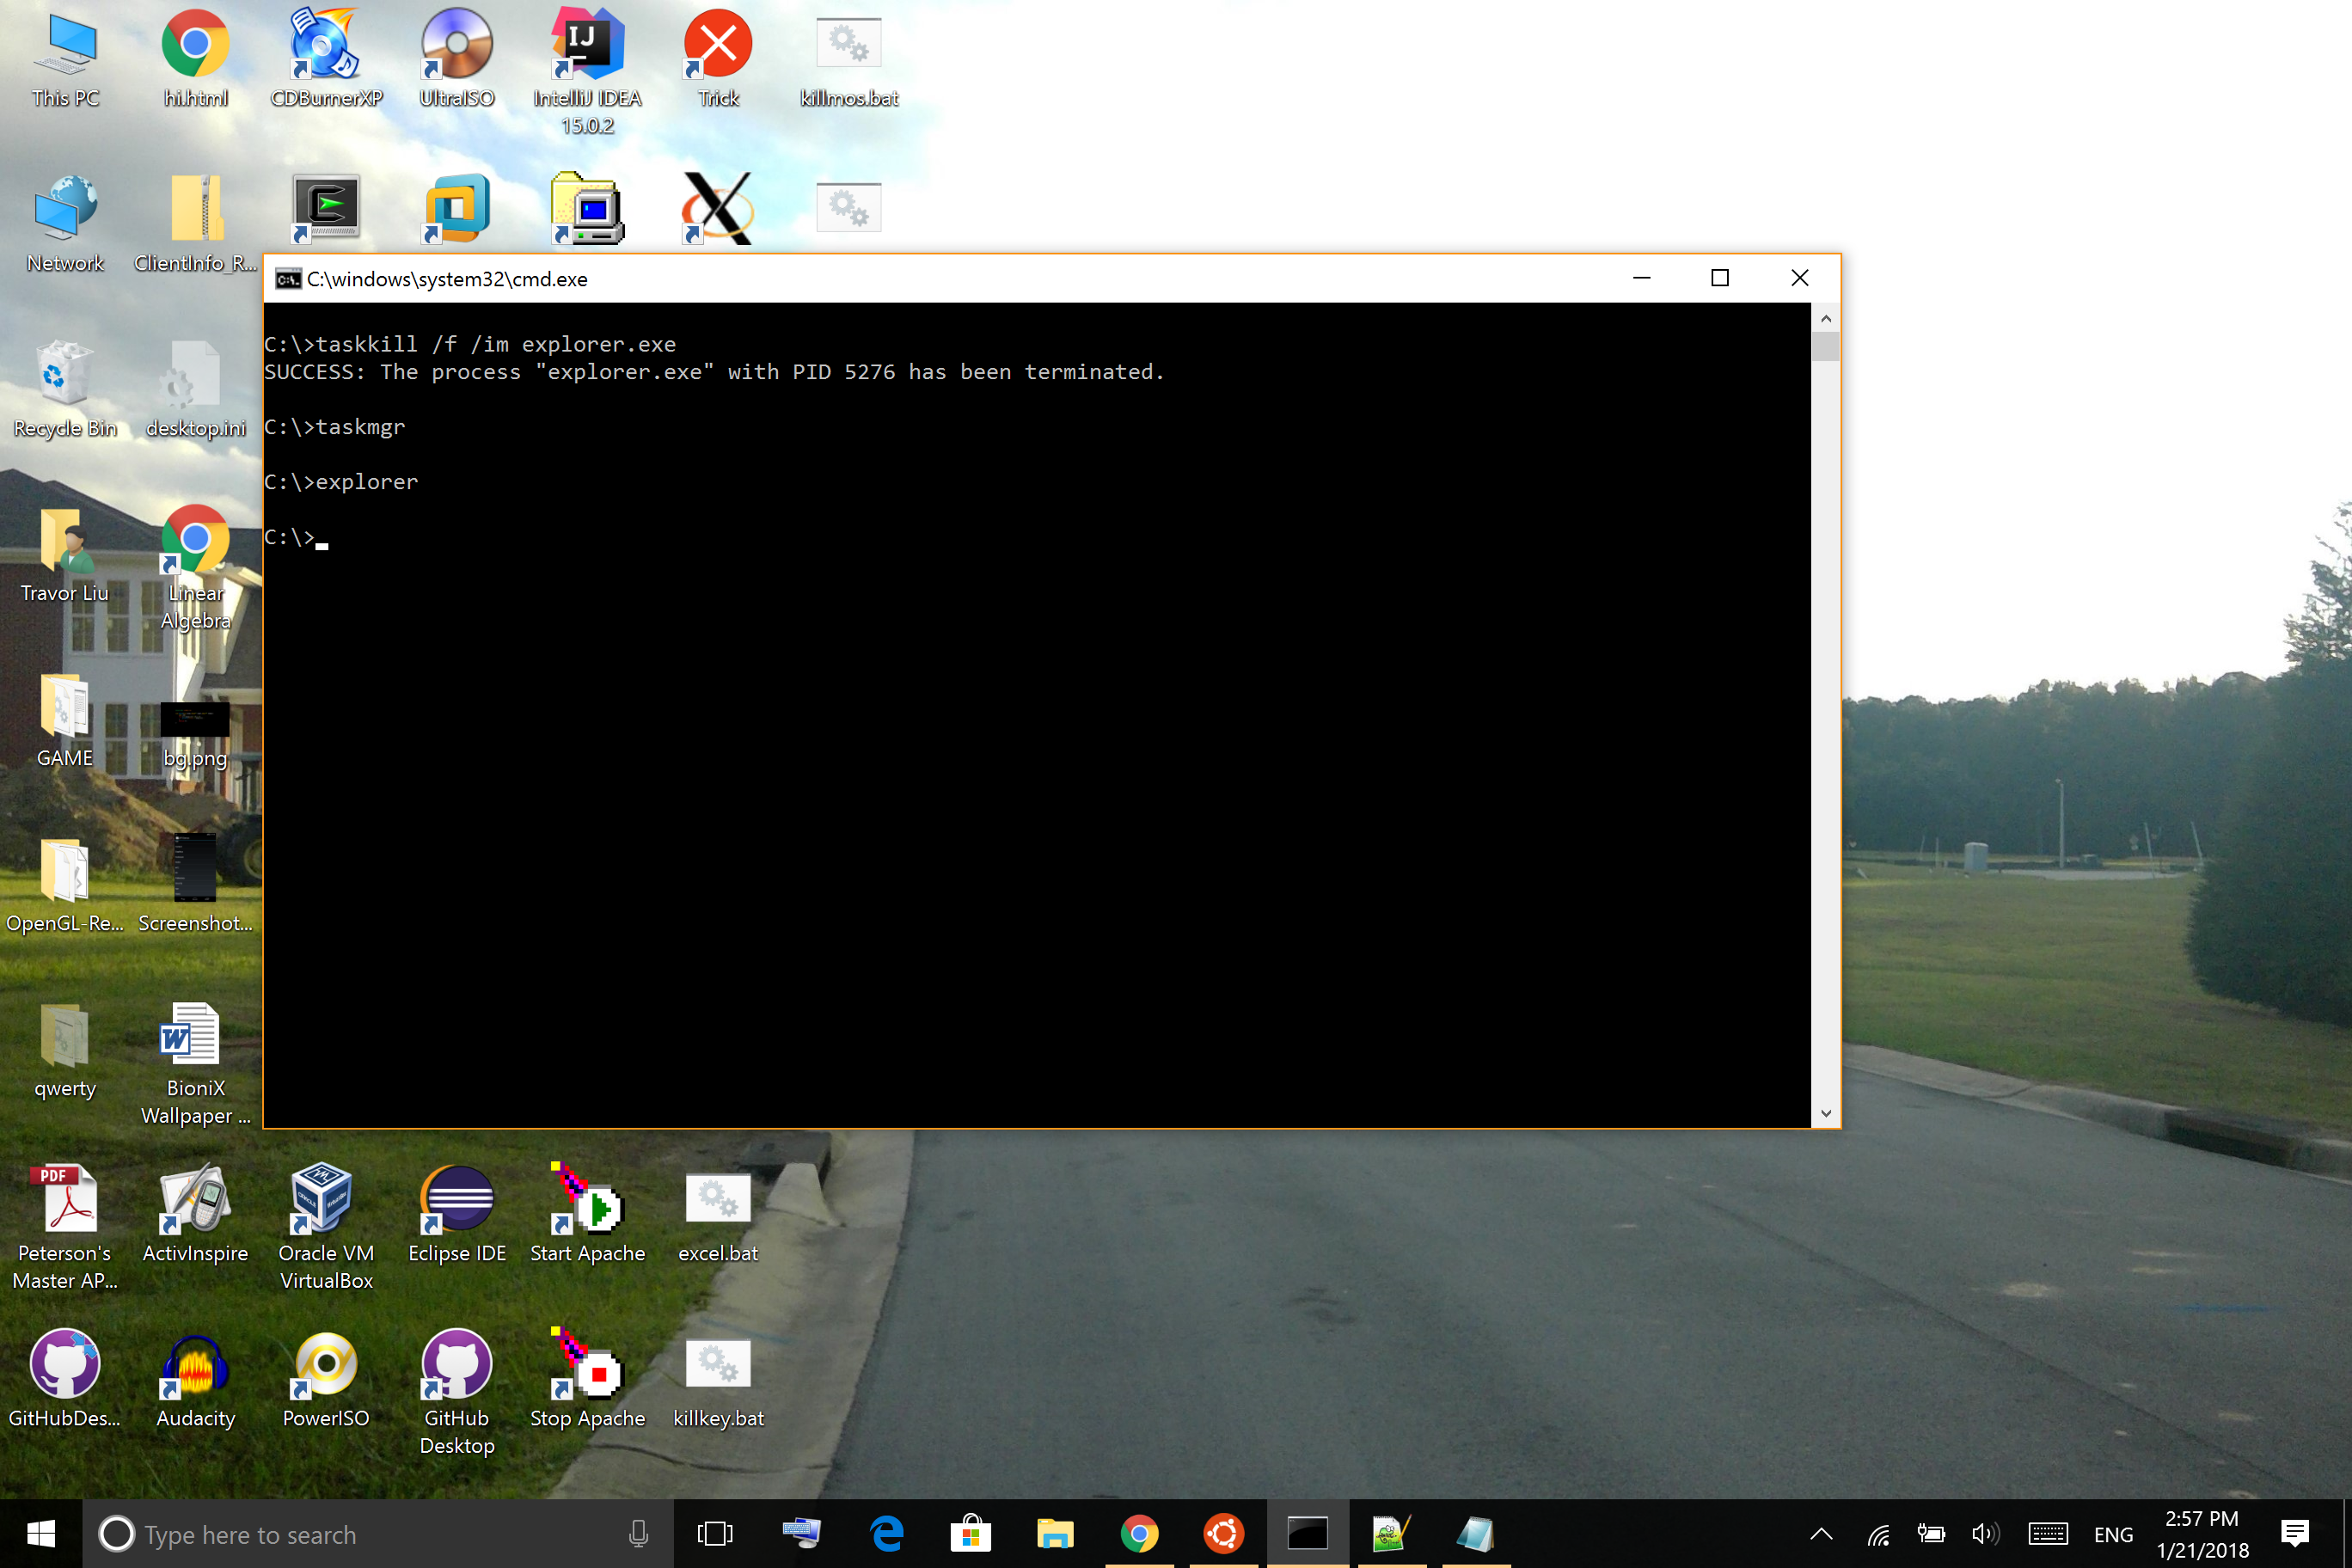 This PC
hi.html
CDBurnerXP
UltraISO
IntelliJ IDEA
15.0.2
Trick
killmos.bat
Network
ClientInfo_R...
C:\windows\system32\cmd.exe
C:\>taskkill /f /im explorer.exe
SUCCESS: The process "explorer.exe" with PID 5276 has been terminated.
C:\>taskmgr
C:\>explorer
C:\>
Recycle Bin
desktop.ini
Travor Liu
Linear
Algebra
GAME
bg.png
OpenGL-Re...
Screenshot...
qwerty
BioniX
Wallpaper ...
PDF
Peterson's
Master AP...
ActivInspire
Oracle VM
VirtualBox
Eclipse IDE
Start Apache
excel.bat
GitHubDes...
Audacity
PowerISO
GitHub
Desktop
Stop Apache
killkey.bat
Type here to search
ENG
2:57 PM
1/21/2018